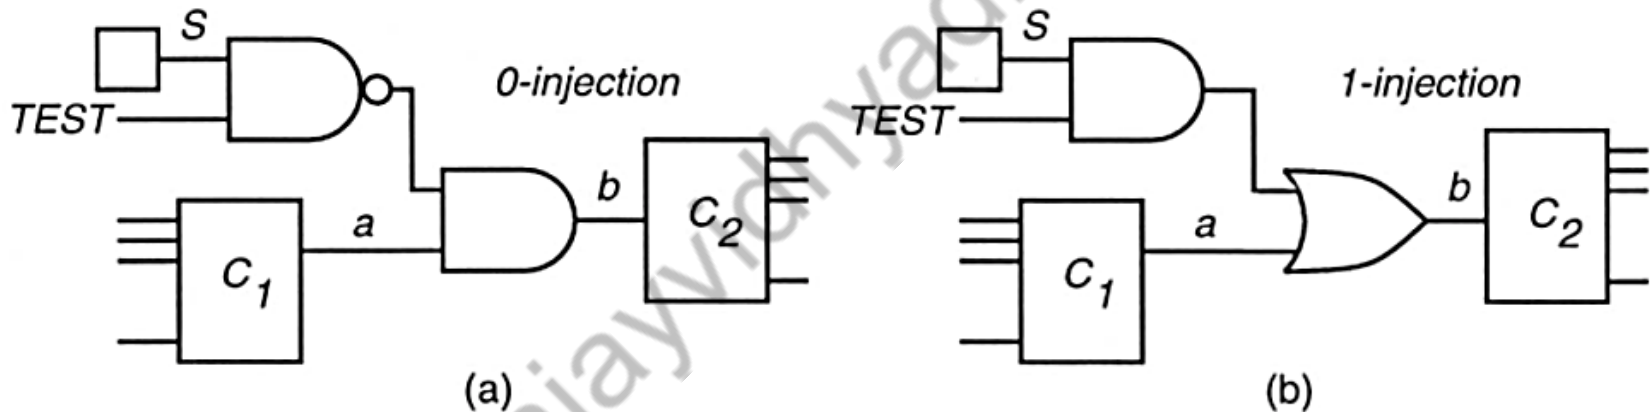 S
0-injection
TEST
a
b
C1
C2
(a)
S
1-injection
TEST
a
b
C1
C2
(b)